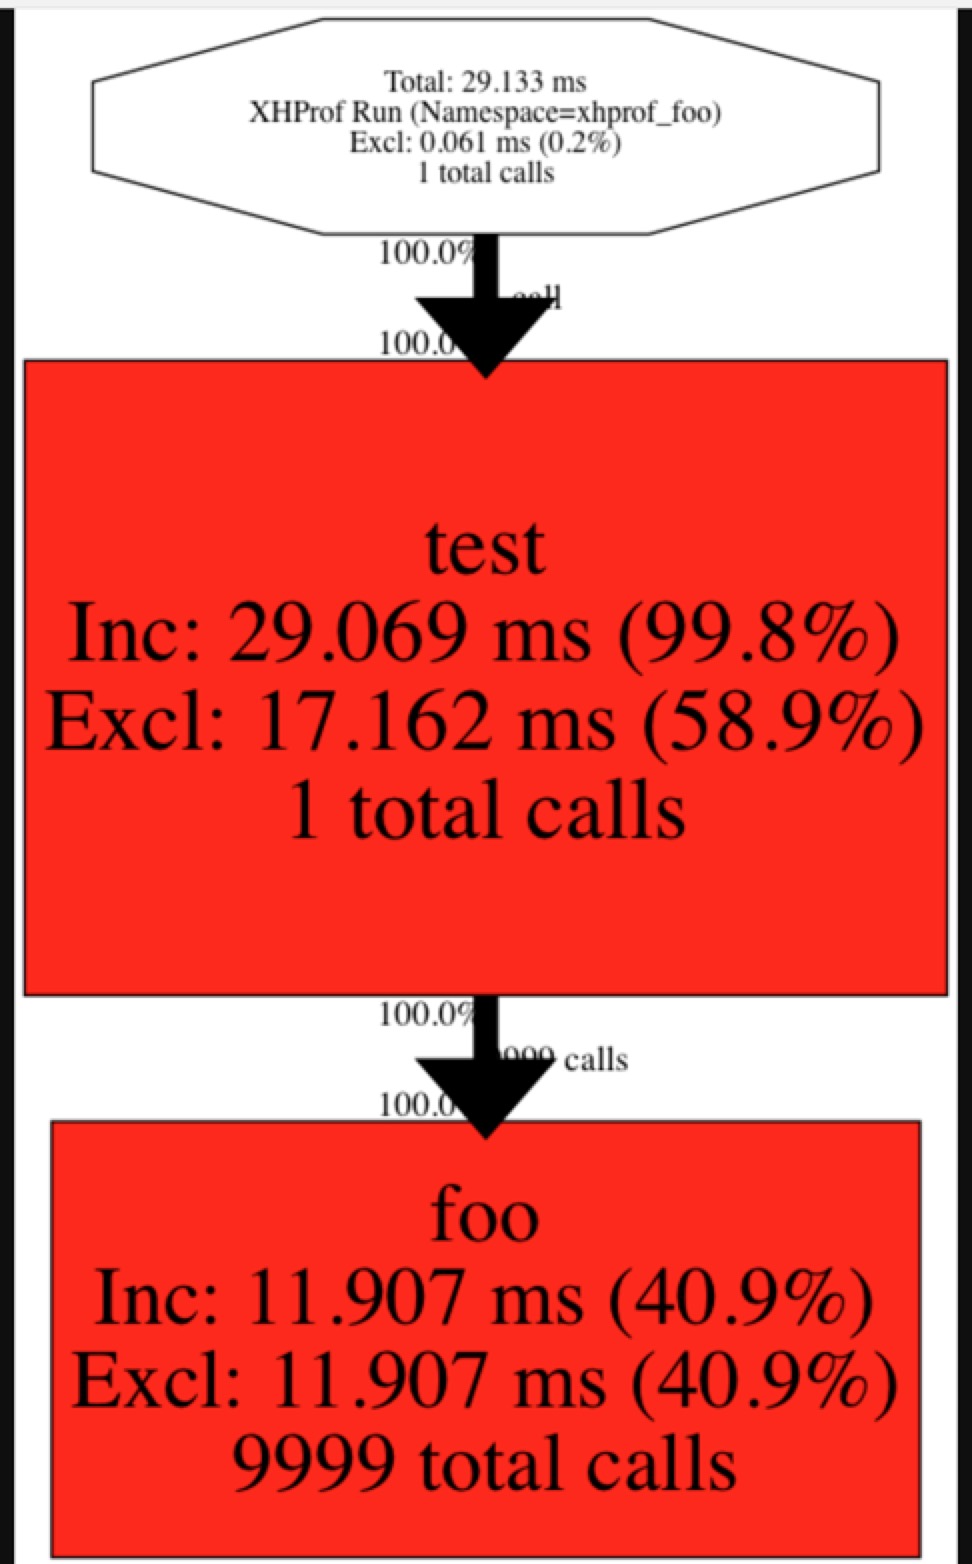 Total: 29.133 ms
XHProf Run (Namespace=xhprof_foo)
Excl: 0.061 ms (0.2%)
1 total calls
100.0%
call
100.0
test
Inc: 29.069 ms (99.8%)
Excl: 17.162 ms (58.9%)
1 total calls
100.0%
calls
100.0
foo
Inc: 11.907 ms (40.9%)
Excl: 11.907 ms (40.9%)
9999 total calls